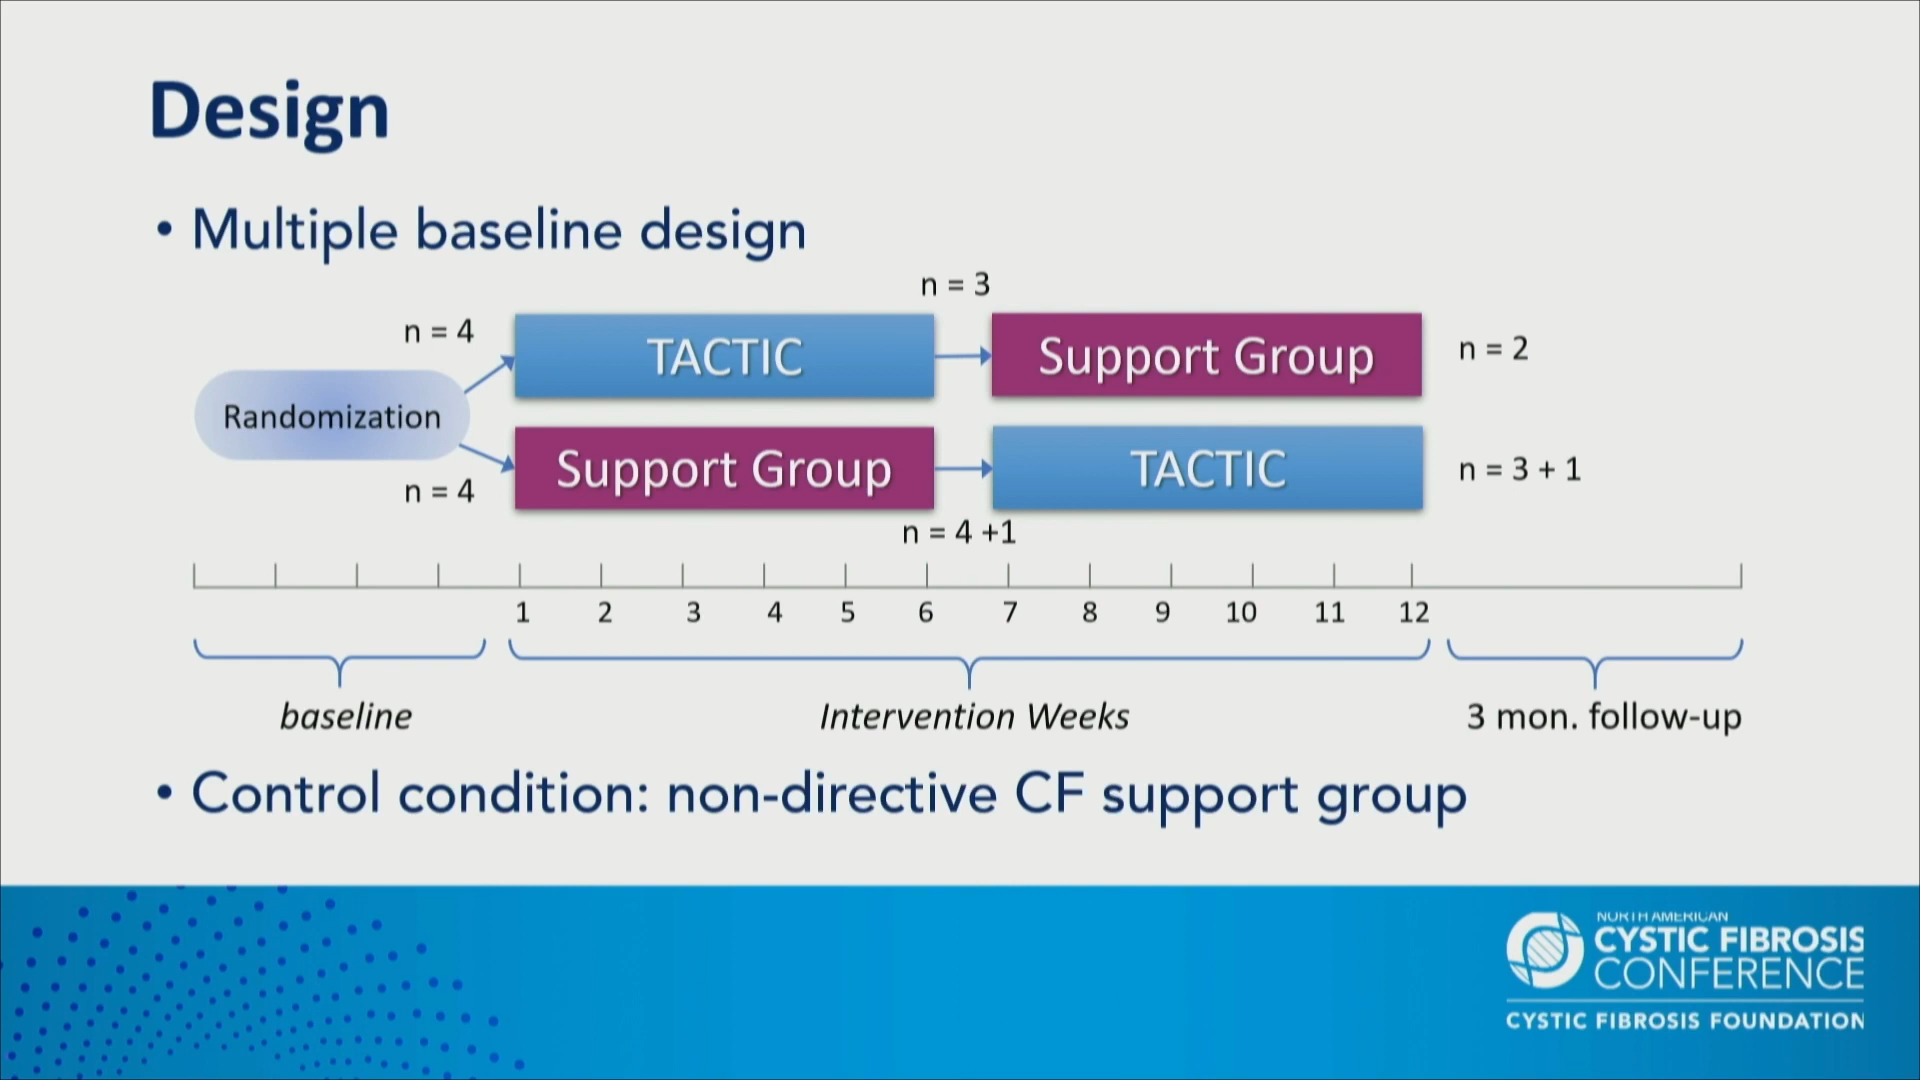 Design
• Multiple baseline design
n = 3
n = 4
TACTIC
Support Group
n = 2
Randomization
Support Group
TACTIC
n = 3 + 1
n = 4
n = 4 +1
1 2 3 4 5 6 7 8 9 10 11 12
baseline
Intervention Weeks
3 mon. follow-up
• Control condition: non-directive CF support group
NORTH AMERICAN
CYSTIC FIBROSIS
CONFERENCE
CYSTIC FIBROSIS FOUNDATION